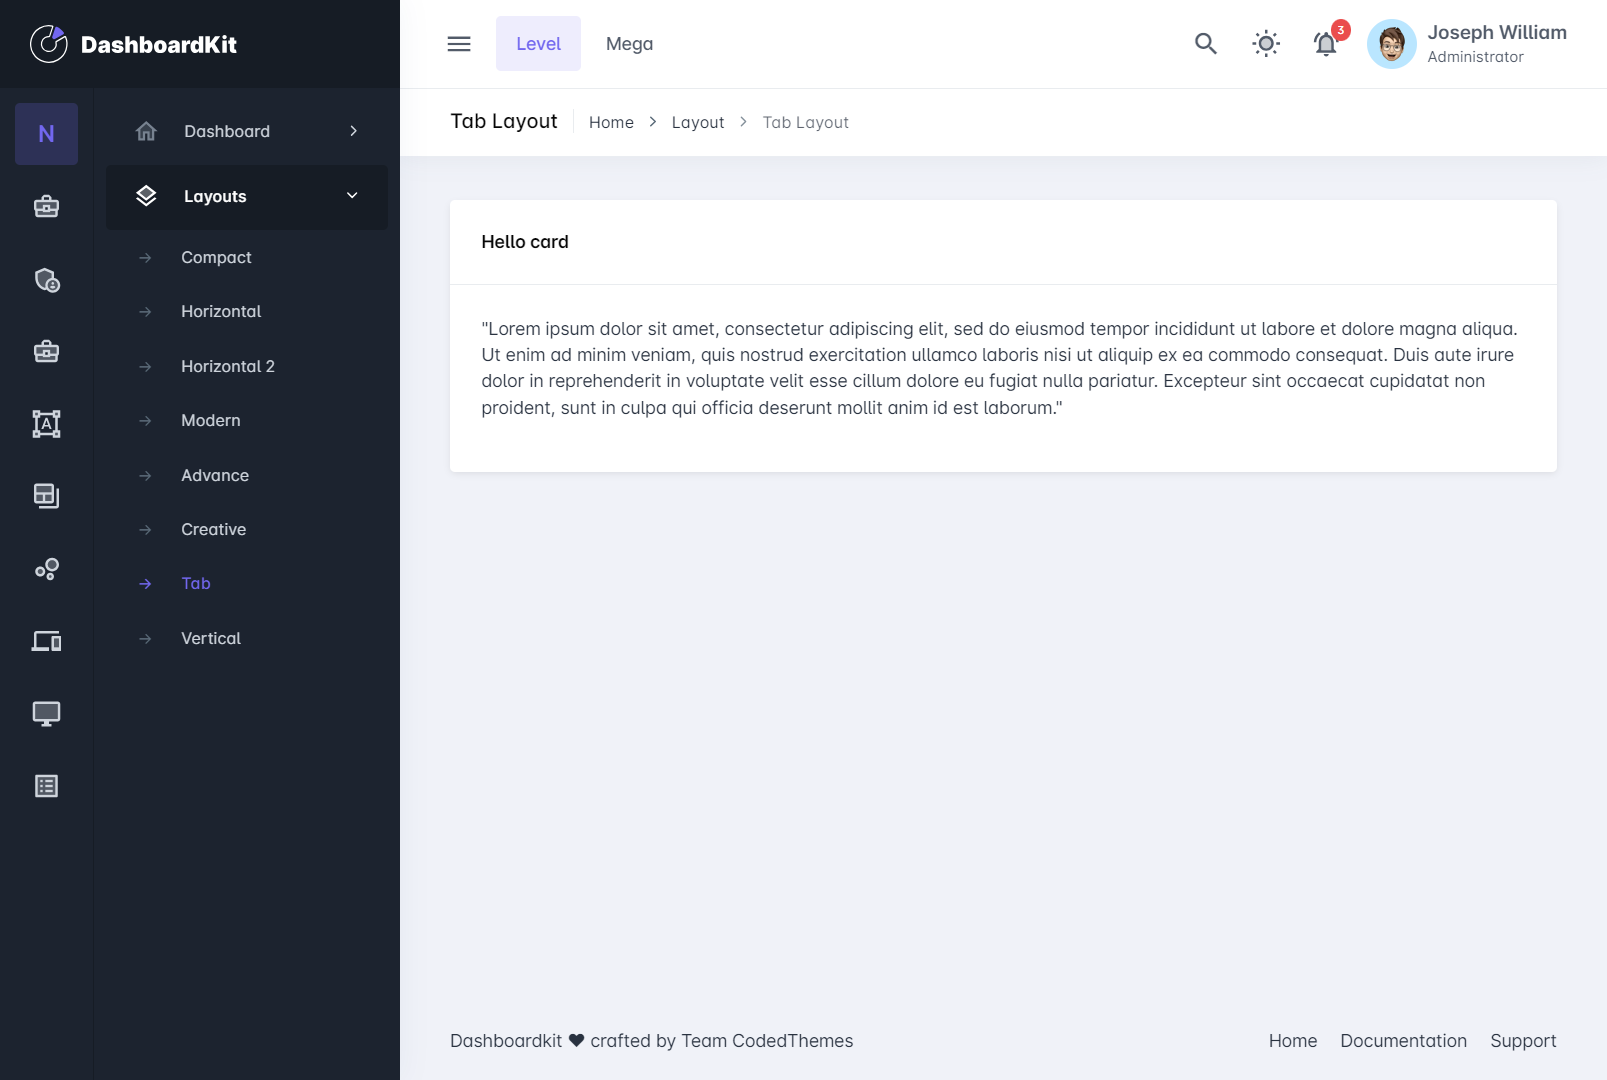 DashboardKit
Level
Mega
3
Joseph William
Administrator
N
Dashboard
Layouts
Compact
Horizontal
Horizontal 2
Modern
Advance
Creative
Tab
Vertical
A
Tab Layout
Home > Layout > Tab Layout
Hello card
"Lorem ipsum dolor sit amet, consectetur adipiscing elit, sed do eiusmod tempor incididunt ut labore et dolore magna aliqua.
Ut enim ad minim veniam, quis nostrud exercitation ullamco laboris nisi ut aliquip ex ea commodo consequat. Duis aute irure
dolor in reprehenderit in voluptate velit esse cillum dolore eu fugiat nulla pariatur. Excepteur sint occaecat cupidatat non
proident, sunt in culpa qui officia deserunt mollit anim id est laborum."
Dashboardkit ♥ crafted by Team CodedThemes
Home
Documentation
Support